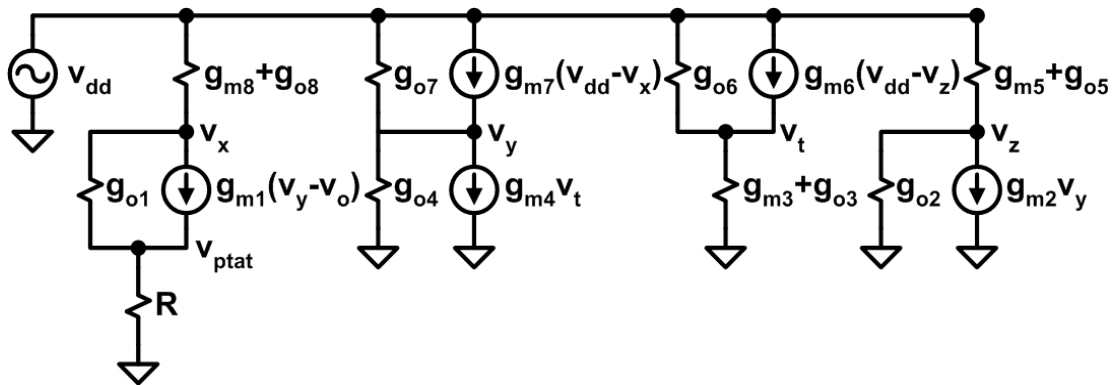 v_dd
g_m8+g_o8
g_o7
g_m7(v_dd-v_x)
g_o6
g_m6(v_dd-v_z)
g_m5+g_o5
v_x
v_y
v_t
v_z
g_o1
g_m1(v_y-v_o)
g_o4
g_m4v_t
g_m3+g_o3
g_o2
g_m2v_y
v_ptat
R